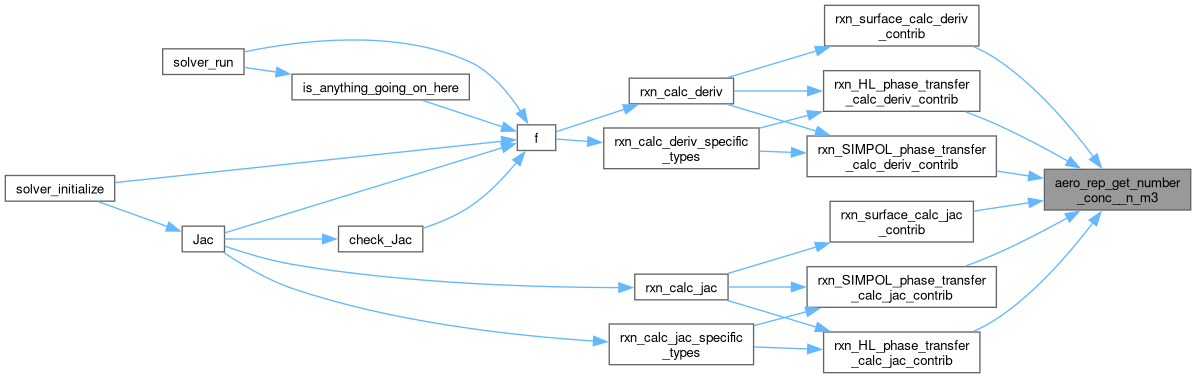 rxn_surface_calc_deriv
_contrib
solver_run
is_anything_going_on_here
rxn_calc_deriv
rxn_HL_phase_transfer
_calc_deriv_contrib
f
rxn_calc_deriv_specific
_types
rxn_SIMPOL_phase_transfer
_calc_deriv_contrib
solver_initialize
aero_rep_get_number
_conc__n_m3
Jac
check_Jac
rxn_surface_calc_jac
_contrib
rxn_calc_jac
rxn_SIMPOL_phase_transfer
_calc_jac_contrib
rxn_calc_jac_specific
_types
rxn_HL_phase_transfer
_calc_jac_contrib